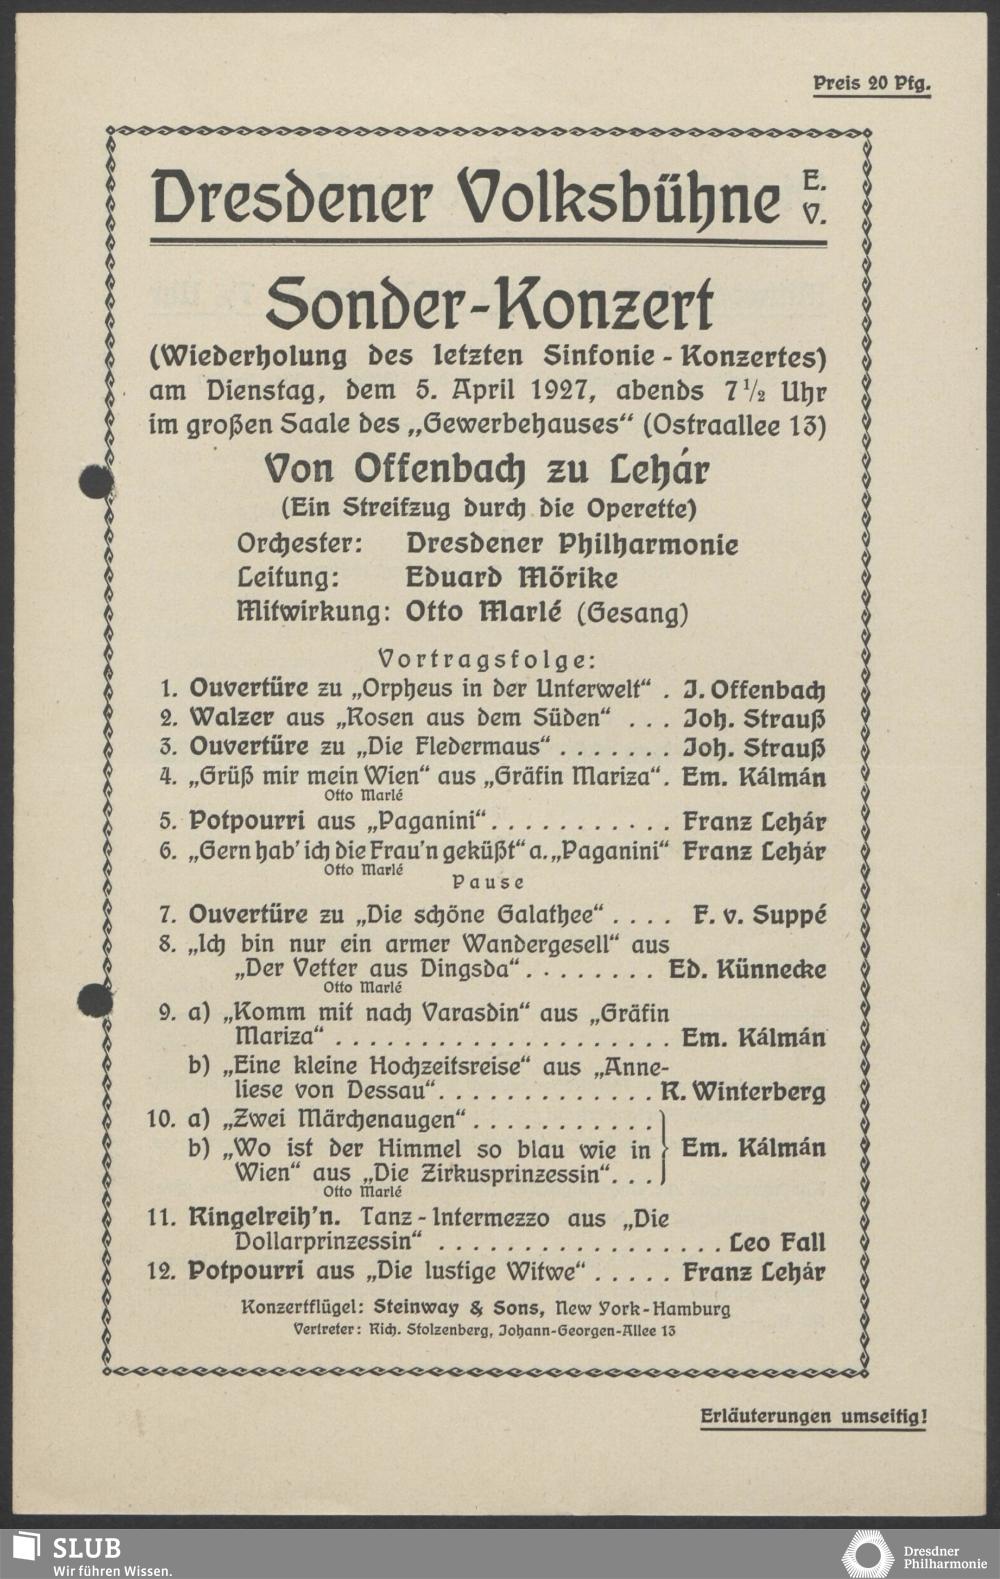 Preis 20 Pfg.
Dresdener Volksbühne E. V.
Sonder-Konzert
(Wiederholung des letzten Sinfonie - Konzertes)
am Dienstag, dem 5. April 1927, abends 7 1/2 Uhr
im großen Saale des „Gewerbehauses“ (Ostraallee 13)
Von Offenbach zu Lehár
(Ein Streifzug durch die Operette)
Orchester: Dresdener Philharmonie
Leitung: Eduard Mörike
Mitwirkung: Otto Marlé (Gesang)
Vortragsfolge:
1. Ouvertüre zu „Orpheus in der Unterwelt“ . J. Offenbach
2. Walzer aus „Rosen aus dem Süden“ . . . Joh. Strauß
3. Ouvertüre zu „Die Fledermaus“ . . . . . . . Joh. Strauß
4. „Grüß mir mein Wien“ aus „Gräfin Mariza“. Em. Kálmán
Otto Marlé
5. Potpourri aus „Paganini“. . . . . . . . . . . . Franz Lehár
6. „Gern hab' ich die Frau'n geküßt“ a. „Paganini“ Franz Lehár
Otto Marlé
Pause
7. Ouvertüre zu „Die schöne Galathee“ . . . . F. v. Suppé
8. „Ich bin nur ein armer Wandergesell“ aus
„Der Vetter aus Dingsda“. . . . . . . . Ed. Künnecke
Otto Marlé
9. a) „Komm mit nach Varasdin“ aus „Gräfin
Mariza“ . . . . . . . . . . . . . . . . . . . . Em. Kálmán
b) „Eine kleine Hochzeitsreise“ aus „Anne-
liese von Dessau“. . . . . . . . . . . . . R. Winterberg
10. a) „Zwei Märchenaugen“ . . . . . . . . . . .
b) „Wo ist der Himmel so blau wie in Em. Kálmán
Wien“ aus „Die Zirkusprinzessin“. . .
Otto Marlé
11. Ringelreih'n. Tanz - Intermezzo aus „Die
Dollarprinzessin“ . . . . . . . . . . . . . . . . . Leo Fall
12. Potpourri aus „Die lustige Witwe“ . . . . . Franz Lehár
Konzertflügel: Steinway & Sons, New York-Hamburg
Vertreter: Rich. Stolzenberg, Johann-Georgen-Allee 13
Erläuterungen umseitig!
SLUB
Wir führen Wissen.
Dresdner
Philharmonie